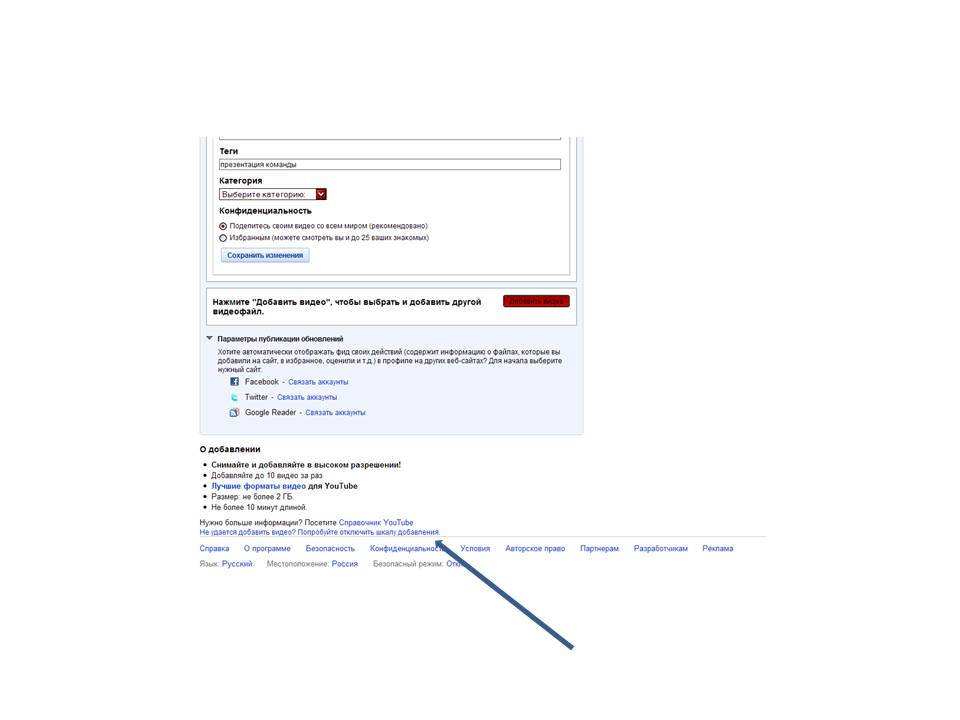 Теги
презентация команды
Категория
Выберите категорию:
Конфиденциальность
Поделитесь своим видео со всем миром (рекомендовано)
Избранным (можете смотреть вы и до 25 ваших знакомых)
Сохранить изменения
Нажмите "Добавить видео", чтобы выбрать и добавить другой
видеофайл.
Добавить видео
Параметры публикации обновлений
Хотите автоматически отображать фид своих действий (содержит информацию о файлах, которые вы
добавили на сайт, в избранное, оценили и т.д.) в профиле на других веб-сайтах? Для начала выберите
нужный сайт:
Facebook - Связать аккаунты
Twitter - Связать аккаунты
Google Reader - Связать аккаунты
О добавлении
• Снимайте и добавляйте в высоком разрешении!
• Добавляйте до 10 видео за раз
• Лучшие форматы видео для YouTube
• Размер: не более 2 ГБ.
• Не более 10 минут длиной.
Нужно больше информации? Посетите Справочник YouTube
Не удается добавить видео? Попробуйте отключить шкалу добавления.
Справка О программе Безопасность Конфиденциальность Условия Авторское право Партнерам Разработчикам Реклама
Язык: Русский Местоположение: Россия Безопасный режим: